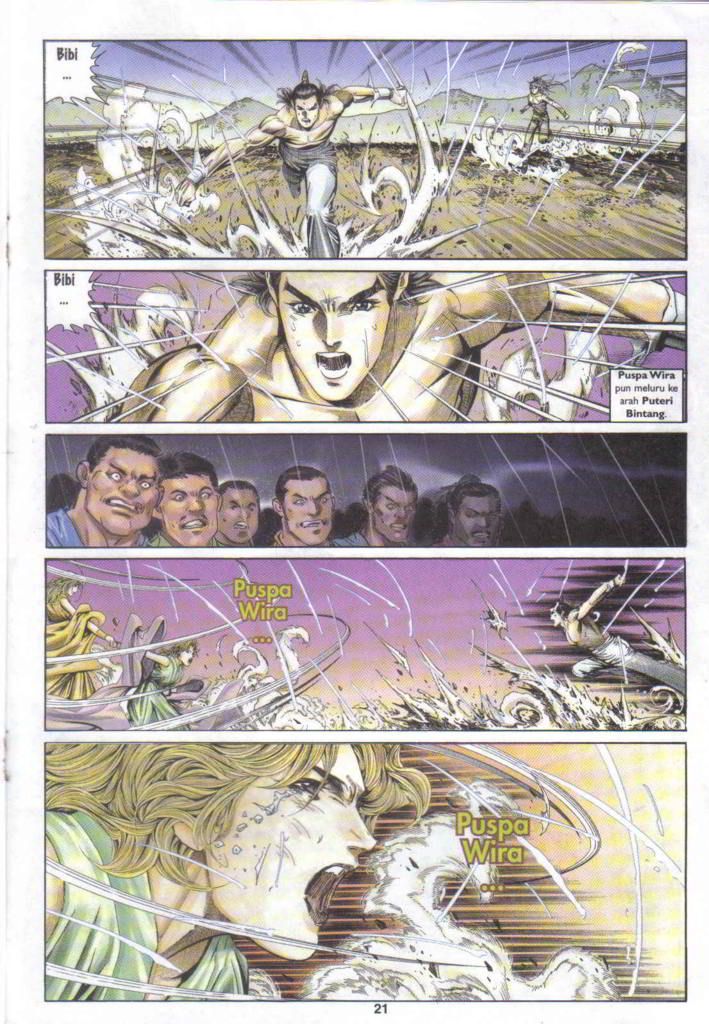 Bibi
...
Bibi
...
Puspa Wira
pun meluru ke
arah Puteri
Bintang.
Puspa
Wira
...
Puspa
Wira
...
21